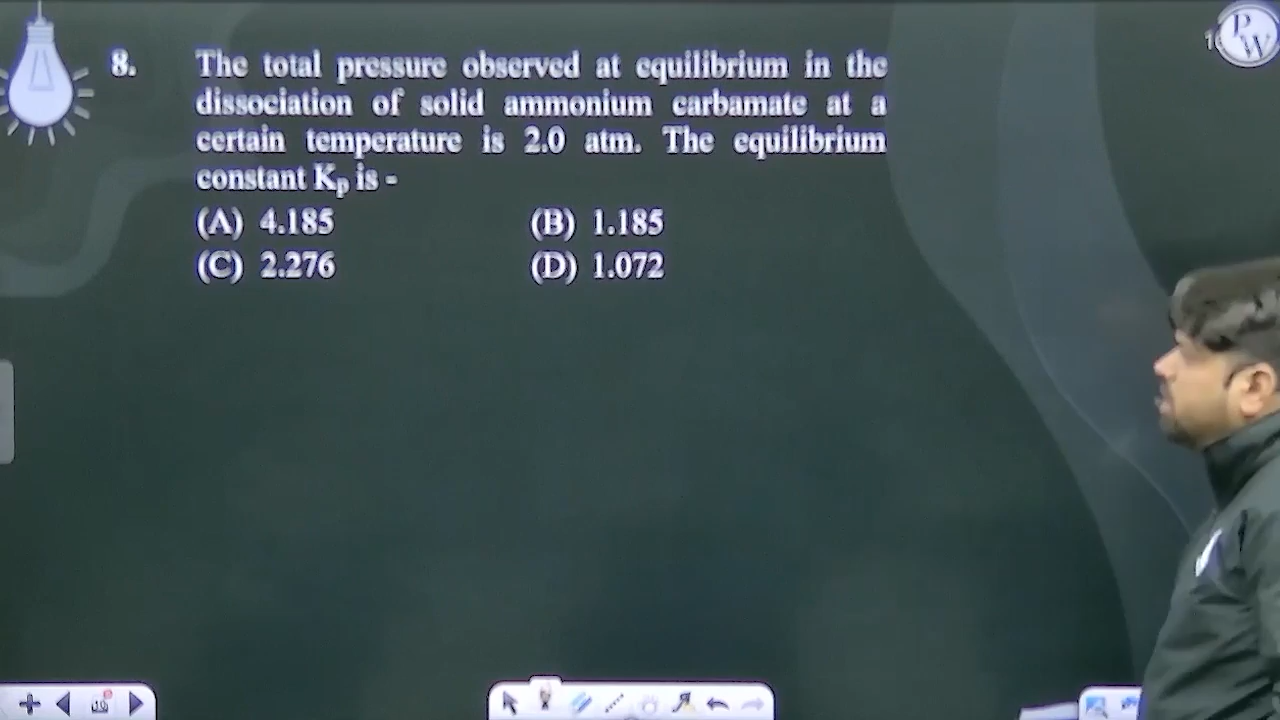 8. The total pressure observed at equilibrium in the
dissociation of solid ammonium carbamate at a
certain temperature is 2.0 atm. The equilibrium
constant Kp is -
(A) 4.185 (B) 1.185
(C) 2.276 (D) 1.072
PW